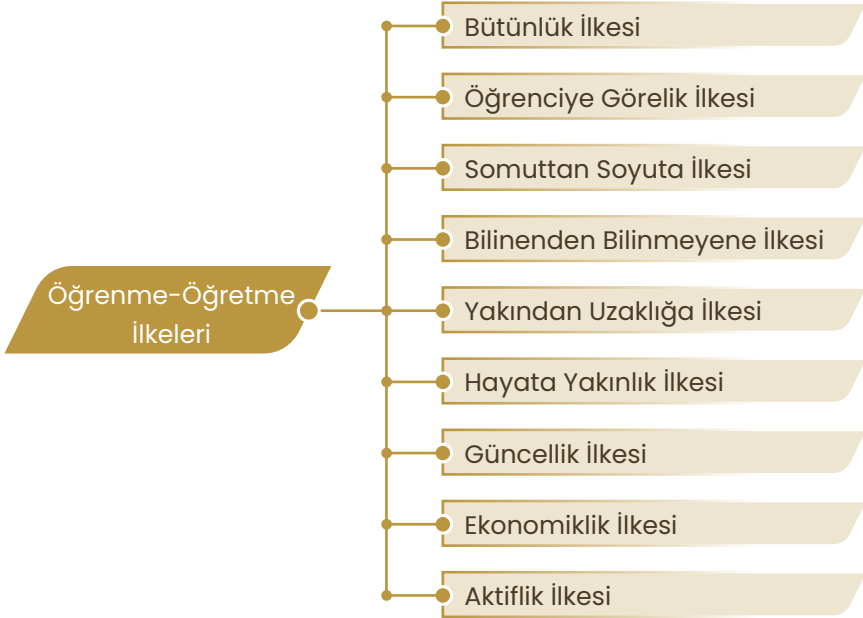 Öğrenme-Öğretme
İlkeleri
Bütünlük İlkesi
Öğrenciye Görelik İlkesi
Somuttan Soyuta İlkesi
Bilinenden Bilinmeyene İlkesi
Yakından Uzaklığa İlkesi
Hayata Yakınlık İlkesi
Güncellik İlkesi
Ekonomiklik İlkesi
Aktiflik İlkesi